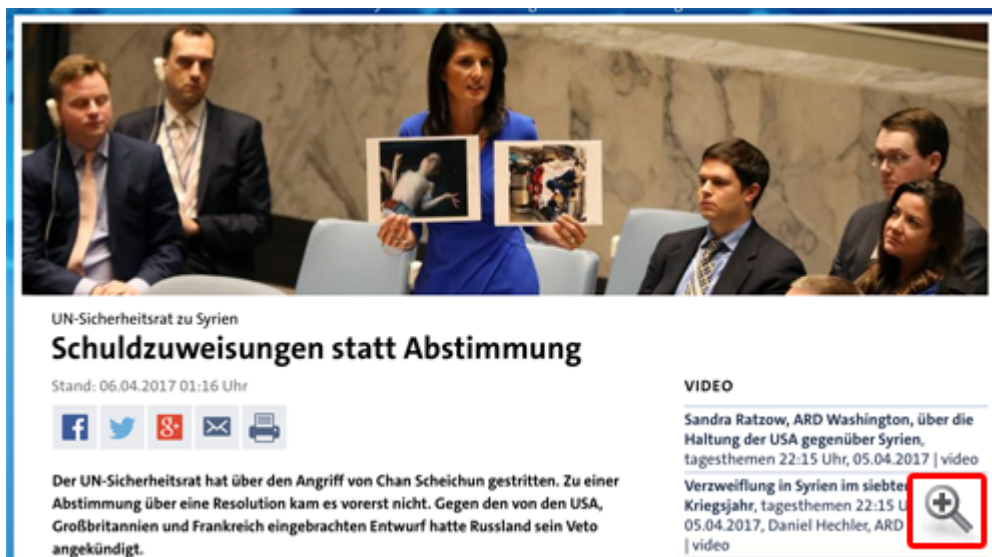 UN-Sicherheitsrat zu Syrien
Schuldzuweisungen statt Abstimmung
Stand: 06.04.2017 01:16 Uhr
Der UN-Sicherheitsrat hat über den Angriff von Chan Scheichun gestritten. Zu einer
Abstimmung über eine Resolution kam es vorerst nicht. Gegen den von den USA,
Großbritannien und Frankreich eingebrachten Entwurf hatte Russland sein Veto
angekündigt.
VIDEO
Sandra Ratzow, ARD Washington, über die
Haltung der USA gegenüber Syrien,
tagesthemen 22:15 Uhr, 05.04.2017 | video
Verzweiflung in Syrien im siebten
Kriegsjahr, tagesthemen 22:15 U
05.04.2017, Daniel Hechler, ARD
| video